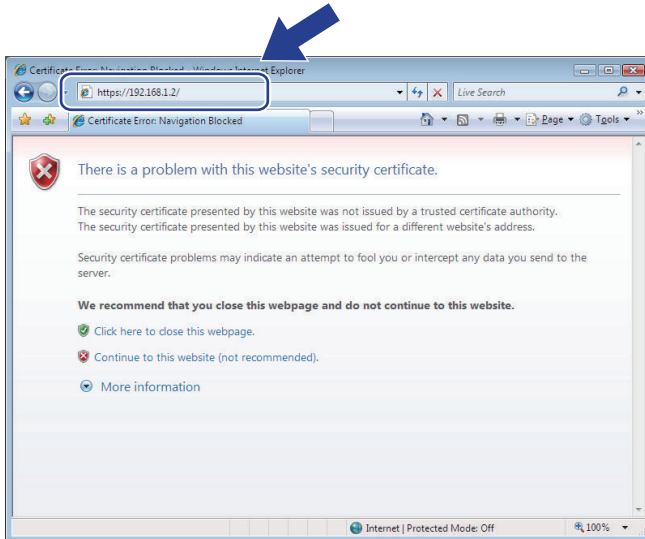 Certificate Error: Navigation Blocked - Windows Internet Explorer
https://192.168.1.2/
Live Search
Certificate Error: Navigation Blocked
Page
Tools
There is a problem with this website's security certificate.
The security certificate presented by this website was not issued by a trusted certificate authority.
The security certificate presented by this website was issued for a different website's address.
Security certificate problems may indicate an attempt to fool you or intercept any data you send to the
server.
We recommend that you close this webpage and do not continue to this website.
Click here to close this webpage.
Continue to this website (not recommended).
More information
Internet | Protected Mode: Off
100%